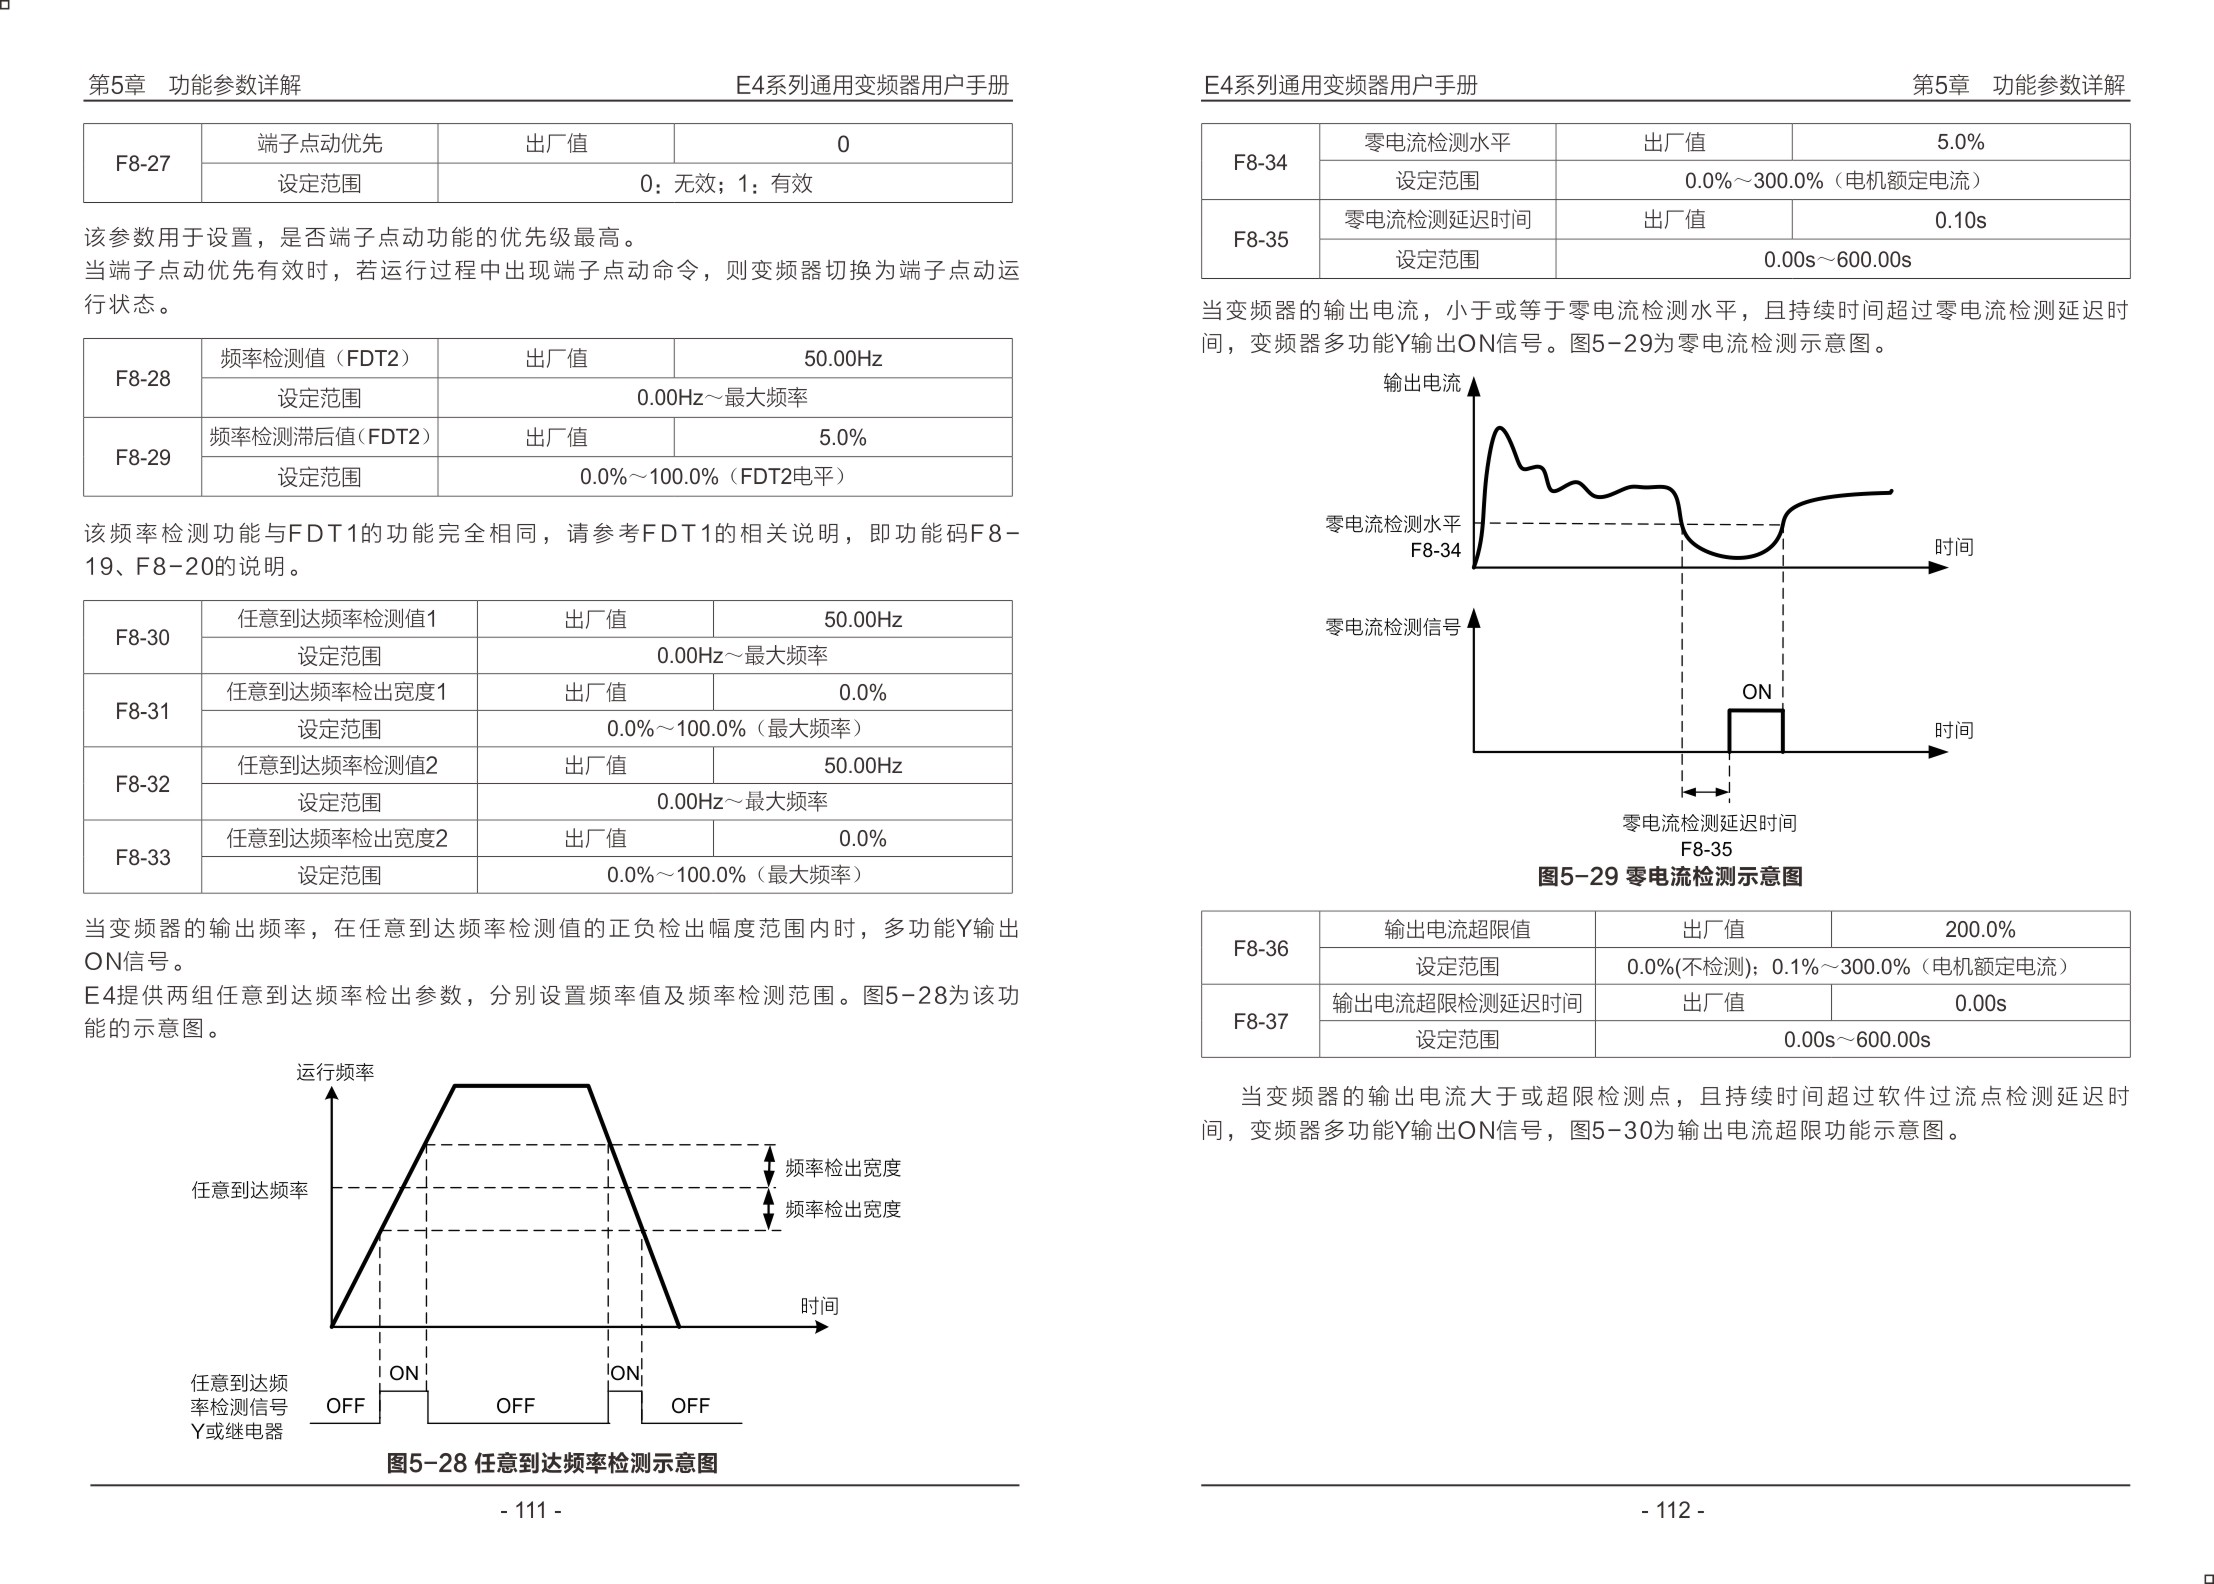 第5章　功能参数详解　E4系列通用变频器用户手册
F8-27　端子点动优先　出厂值　0
设定范围　0：无效；1：有效
该参数用于设置，是否端子点动功能的优先级最高。
当端子点动优先有效时，若运行过程中出现端子点动命令，则变频器切换为端子点动运
行状态。
F8-28　频率检测值（FDT2）　出厂值　50.00Hz
设定范围　0.00Hz～最大频率
F8-29　频率检测滞后值（FDT2）　出厂值　5.0%
设定范围　0.0%～100.0%（FDT2电平）
该频率检测功能与FDT1的功能完全相同，请参考FDT1的相关说明，即功能码F8-
19、F8-20的说明。
F8-30　任意到达频率检测值1　出厂值　50.00Hz
设定范围　0.00Hz～最大频率
F8-31　任意到达频率检出宽度1　出厂值　0.0%
设定范围　0.0%～100.0%（最大频率）
F8-32　任意到达频率检测值2　出厂值　50.00Hz
设定范围　0.00Hz～最大频率
F8-33　任意到达频率检出宽度2　出厂值　0.0%
设定范围　0.0%～100.0%（最大频率）
当变频器的输出频率，在任意到达频率检测值的正负检出幅度范围内时，多功能Y输出
ON信号。
E4提供两组任意到达频率检出参数，分别设置频率值及频率检测范围。图5-28为该功
能的示意图。
运行频率
频率检出宽度
任意到达频率
频率检出宽度
时间
ON　ON
任意到达频
率检测信号
Y或继电器
OFF　OFF　OFF
图5-28 任意到达频率检测示意图
- 111 -
E4系列通用变频器用户手册　第5章　功能参数详解
F8-34　零电流检测水平　出厂值　5.0%
设定范围　0.0%～300.0%（电机额定电流）
F8-35　零电流检测延迟时间　出厂值　0.10s
设定范围　0.00s～600.00s
当变频器的输出电流，小于或等于零电流检测水平，且持续时间超过零电流检测延迟时
间，变频器多功能Y输出ON信号。图5-29为零电流检测示意图。
输出电流
零电流检测水平
F8-34
时间
零电流检测信号
ON
时间
零电流检测延迟时间
F8-35
图5-29 零电流检测示意图
F8-36　输出电流超限值　出厂值　200.0%
设定范围　0.0%(不检测)；0.1%～300.0%（电机额定电流）
F8-37　输出电流超限检测延迟时间　出厂值　0.00s
设定范围　0.00s～600.00s
当变频器的输出电流大于或超限检测点，且持续时间超过软件过流点检测延迟时
间，变频器多功能Y输出ON信号，图5-30为输出电流超限功能示意图。
- 112 -